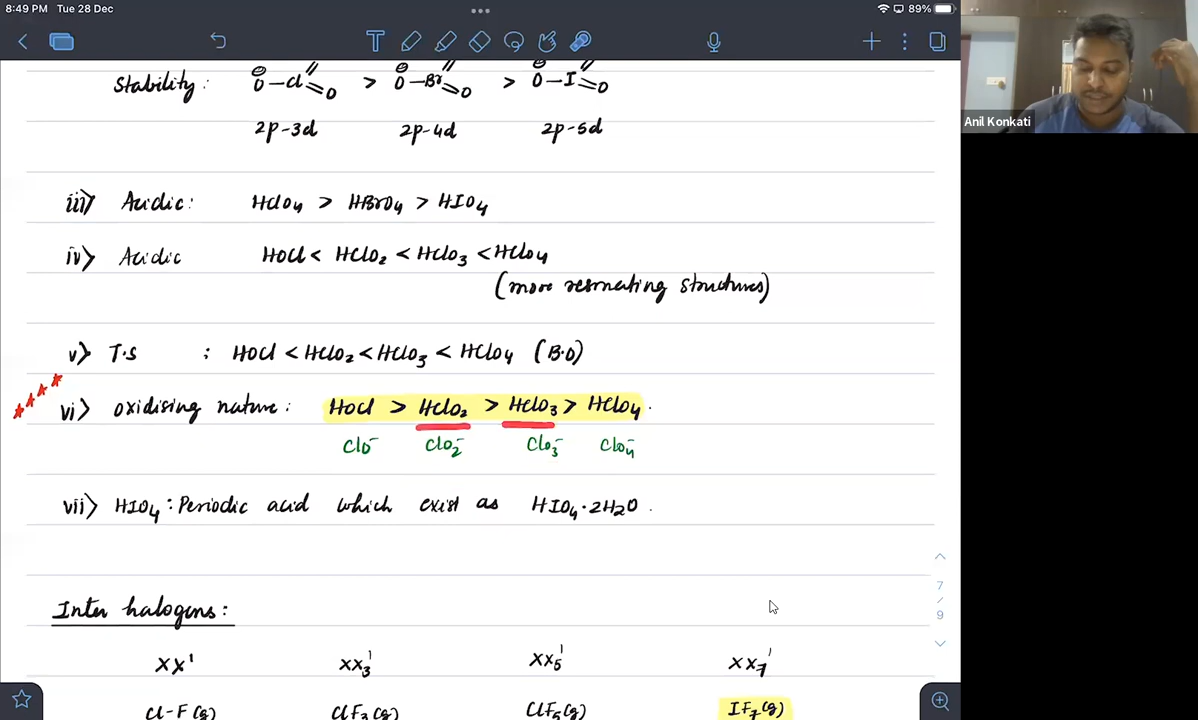 8:49 PM Tue 28 Dec
89%
Anil Konkati
Stability: O-Cl=O > O-Br=O > O-I=O
2p-3d 2p-4d 2p-5d
iii) Acidic: HClO4 > HBrO4 > HIO4
iv) Acidic HOCl < HClO2 < HClO3 < HClO4
(more resonating structures)
v) T.S : HOCl < HClO2 < HClO3 < HClO4 (B.O)
vi) oxidising nature: HOCl > HClO2 > HClO3 > HClO4.
ClO⁻ ClO2⁻ ClO3⁻ ClO4⁻
vii) HIO4 : Periodic acid which exist as HIO4·2H2O.
7
/
9
Inter halogens:
XX' XX3' XX5' XX7'
Cl-F(g) ClF3(g) ClF5(g) IF7(g)